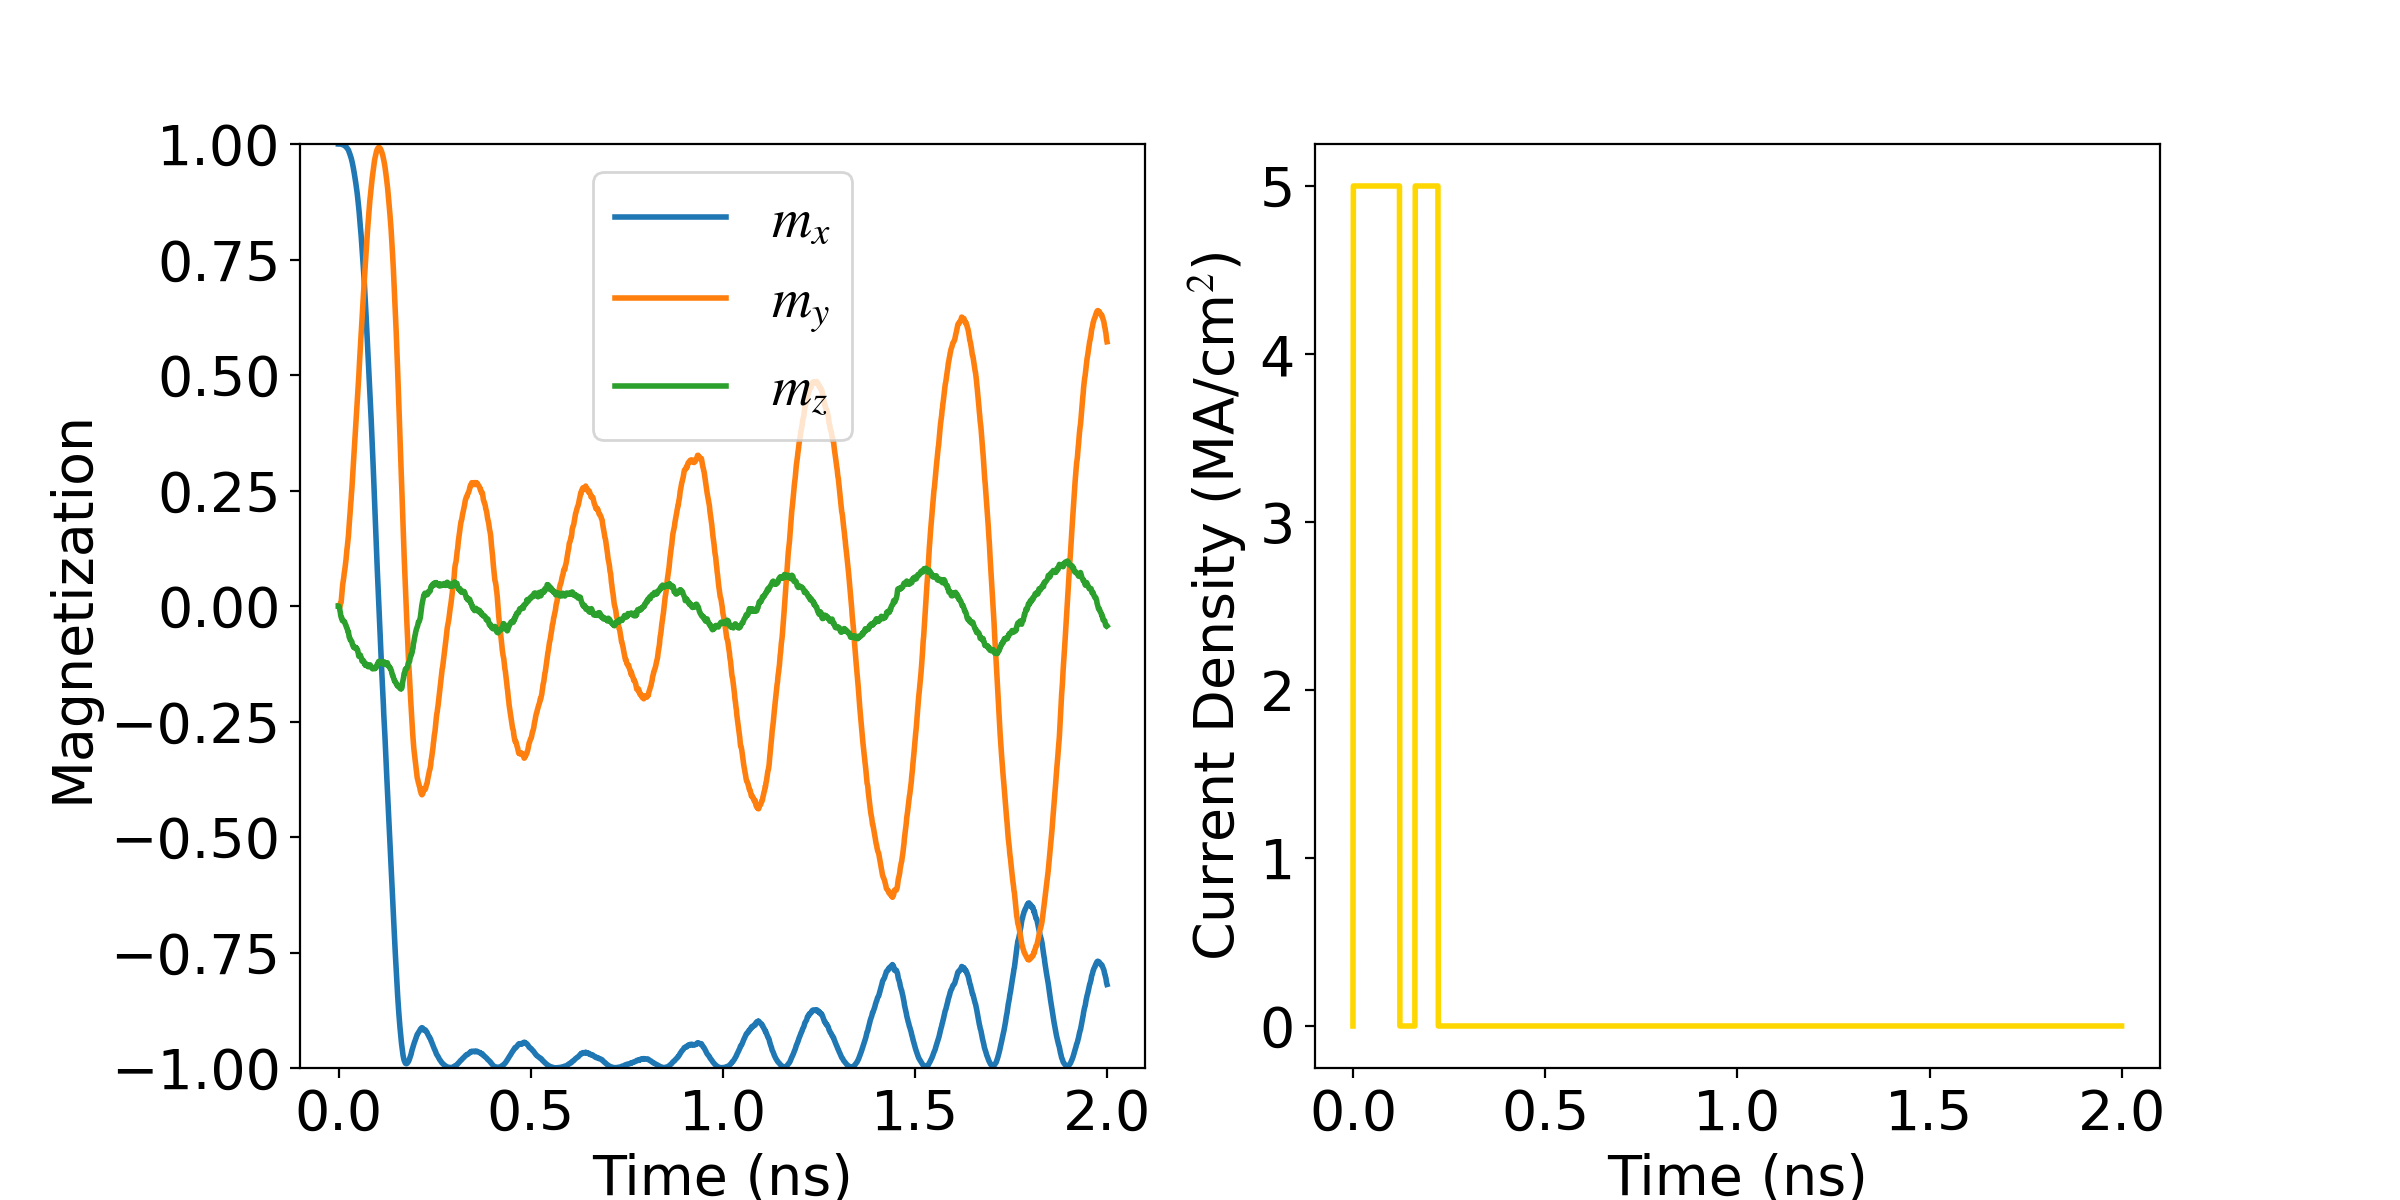 1.00
0.75
0.50
0.25
0.00
−0.25
−0.50
−0.75
−1.00
Magnetization
0.0 0.5 1.0 1.5 2.0
Time (ns)
m_x
m_y
m_z
5
4
3
2
1
0
Current Density (MA/cm²)
0.0 0.5 1.0 1.5 2.0
Time (ns)